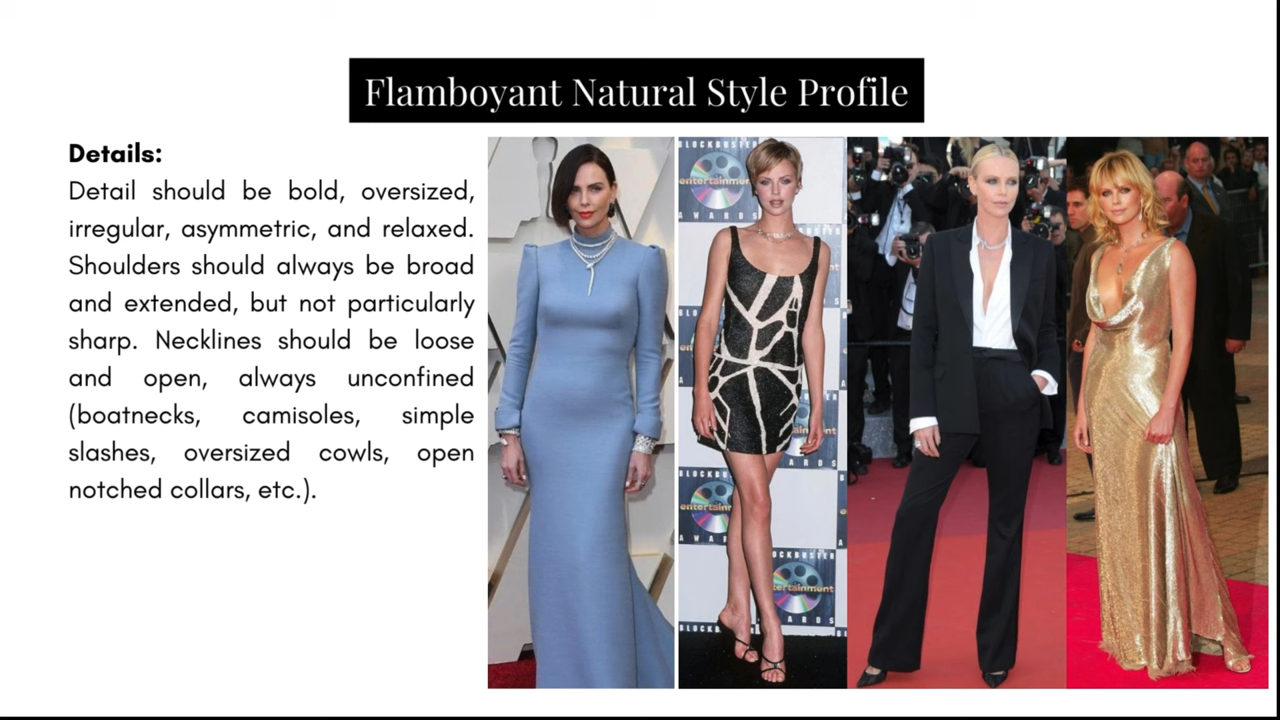 Flamboyant Natural Style Profile
Details:
Detail should be bold, oversized,
irregular, asymmetric, and relaxed.
Shoulders should always be broad
and extended, but not particularly
sharp. Necklines should be loose
and open, always unconfined
(boatnecks, camisoles, simple
slashes, oversized cowls, open
notched collars, etc.).
BLOCKBUSTER
entertainment
AWARDS
entertainment
entertainment
AWARDS
entertainment
AWARDS